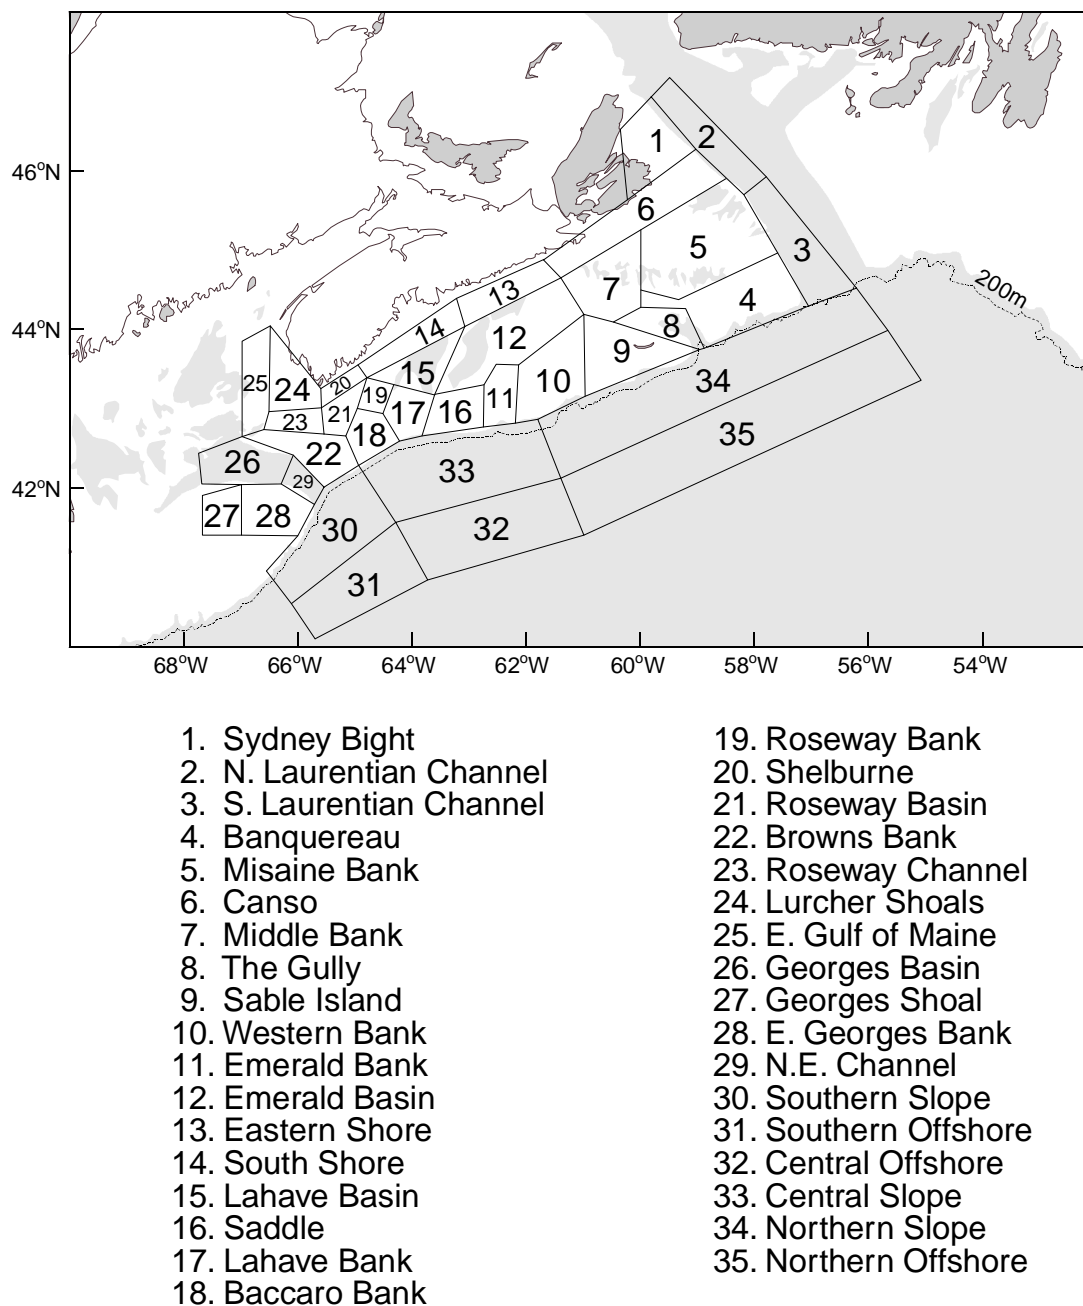 46°N
44°N
42°N
1
2
6
5
3
7
4
8
9
13
14
12
10
11
15
16
17
18
19
20
21
22
23
24
25
26
27
28
29
30
31
32
33
34
35
200m
68°W 66°W 64°W 62°W 60°W 58°W 56°W 54°W
1. Sydney Bight
2. N. Laurentian Channel
3. S. Laurentian Channel
4. Banquereau
5. Misaine Bank
6. Canso
7. Middle Bank
8. The Gully
9. Sable Island
10. Western Bank
11. Emerald Bank
12. Emerald Basin
13. Eastern Shore
14. South Shore
15. Lahave Basin
16. Saddle
17. Lahave Bank
18. Baccaro Bank
19. Roseway Bank
20. Shelburne
21. Roseway Basin
22. Browns Bank
23. Roseway Channel
24. Lurcher Shoals
25. E. Gulf of Maine
26. Georges Basin
27. Georges Shoal
28. E. Georges Bank
29. N.E. Channel
30. Southern Slope
31. Southern Offshore
32. Central Offshore
33. Central Slope
34. Northern Slope
35. Northern Offshore